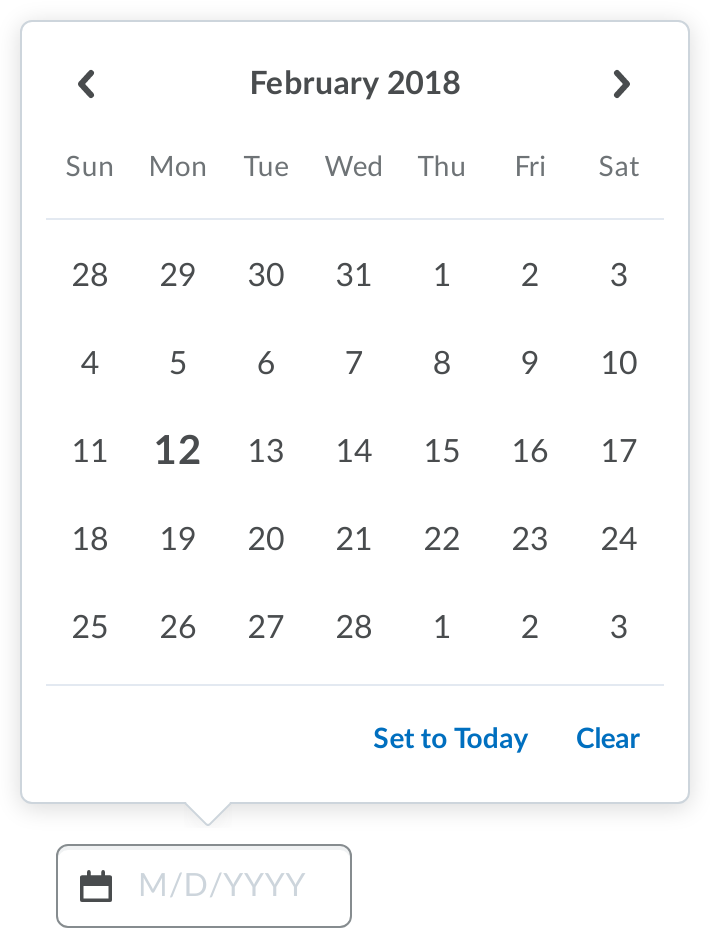 February 2018
Sun Mon Tue Wed Thu Fri Sat
28 29 30 31 1 2 3
4 5 6 7 8 9 10
11 12 13 14 15 16 17
18 19 20 21 22 23 24
25 26 27 28 1 2 3
Set to Today Clear
M/D/YYYY